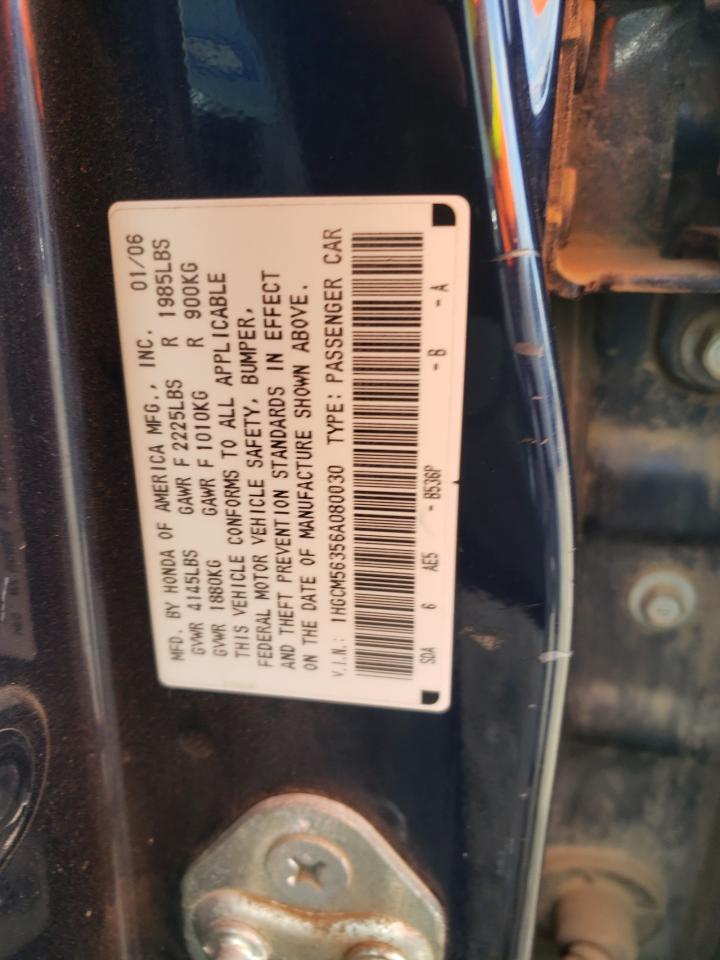 MFD. BY HONDA OF AMERICA MFG., INC. 01/06
GVWR 4145LBS GAWR F 2225LBS R 1985LBS
GVWR 1880KG GAWR F 1010KG R 900KG
THIS VEHICLE CONFORMS TO ALL APPLICABLE
FEDERAL MOTOR VEHICLE SAFETY, BUMPER,
AND THEFT PREVENTION STANDARDS IN EFFECT
ON THE DATE OF MANUFACTURE SHOWN ABOVE.
V.I.N.: 1HGCM56356A080030 TYPE: PASSENGER CAR
SDA 6 AE5 - B536P - B - A